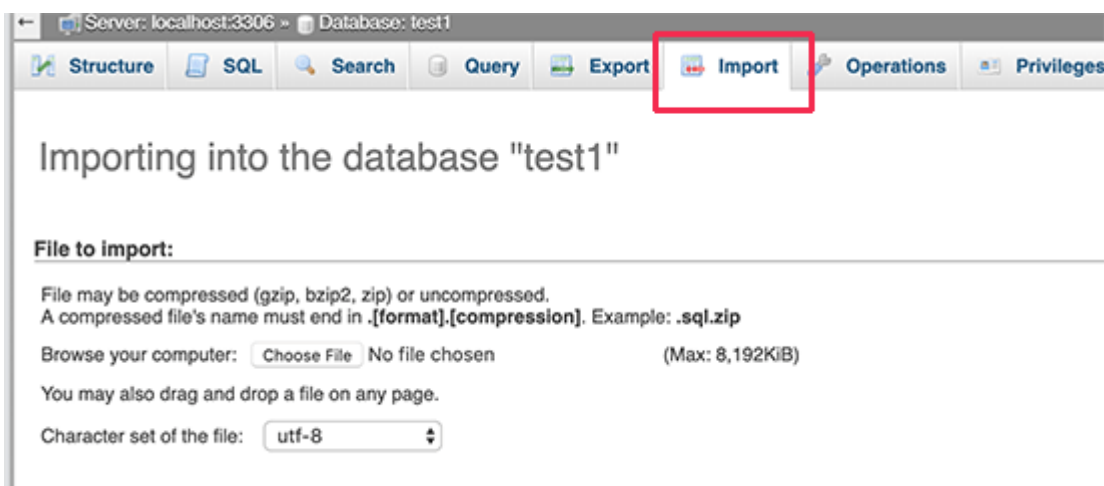 ← Server: localhost:3306 » Database: test1
Structure SQL Search Query Export Import Operations Privileges
Importing into the database "test1"
File to import:
File may be compressed (gzip, bzip2, zip) or uncompressed.
A compressed file's name must end in .[format].[compression]. Example: .sql.zip
Browse your computer: Choose File No file chosen (Max: 8,192KiB)
You may also drag and drop a file on any page.
Character set of the file: utf-8